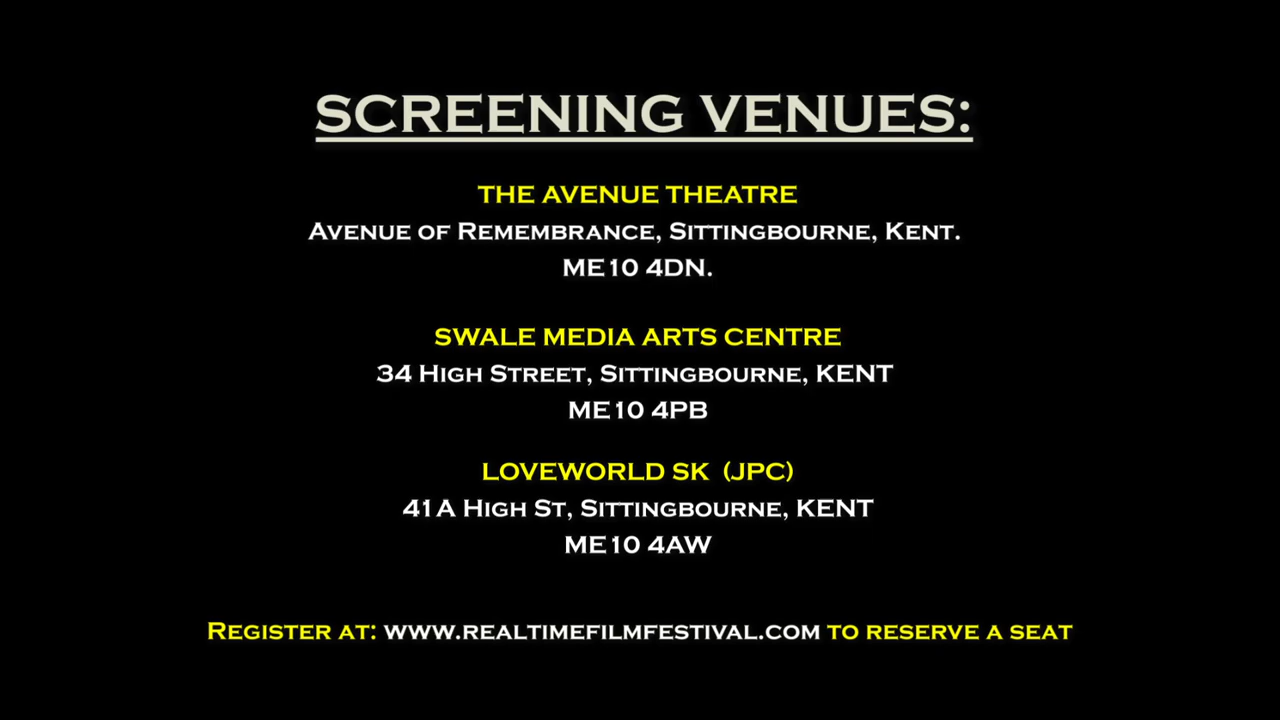 SCREENING VENUES:
THE AVENUE THEATRE
Avenue of Remembrance, Sittingbourne, Kent.
ME10 4DN.
SWALE MEDIA ARTS CENTRE
34 High Street, Sittingbourne, KENT
ME10 4PB
LOVEWORLD SK (JPC)
41A High St, Sittingbourne, KENT
ME10 4AW
Register at: www.realtimefilmfestival.com to reserve a seat